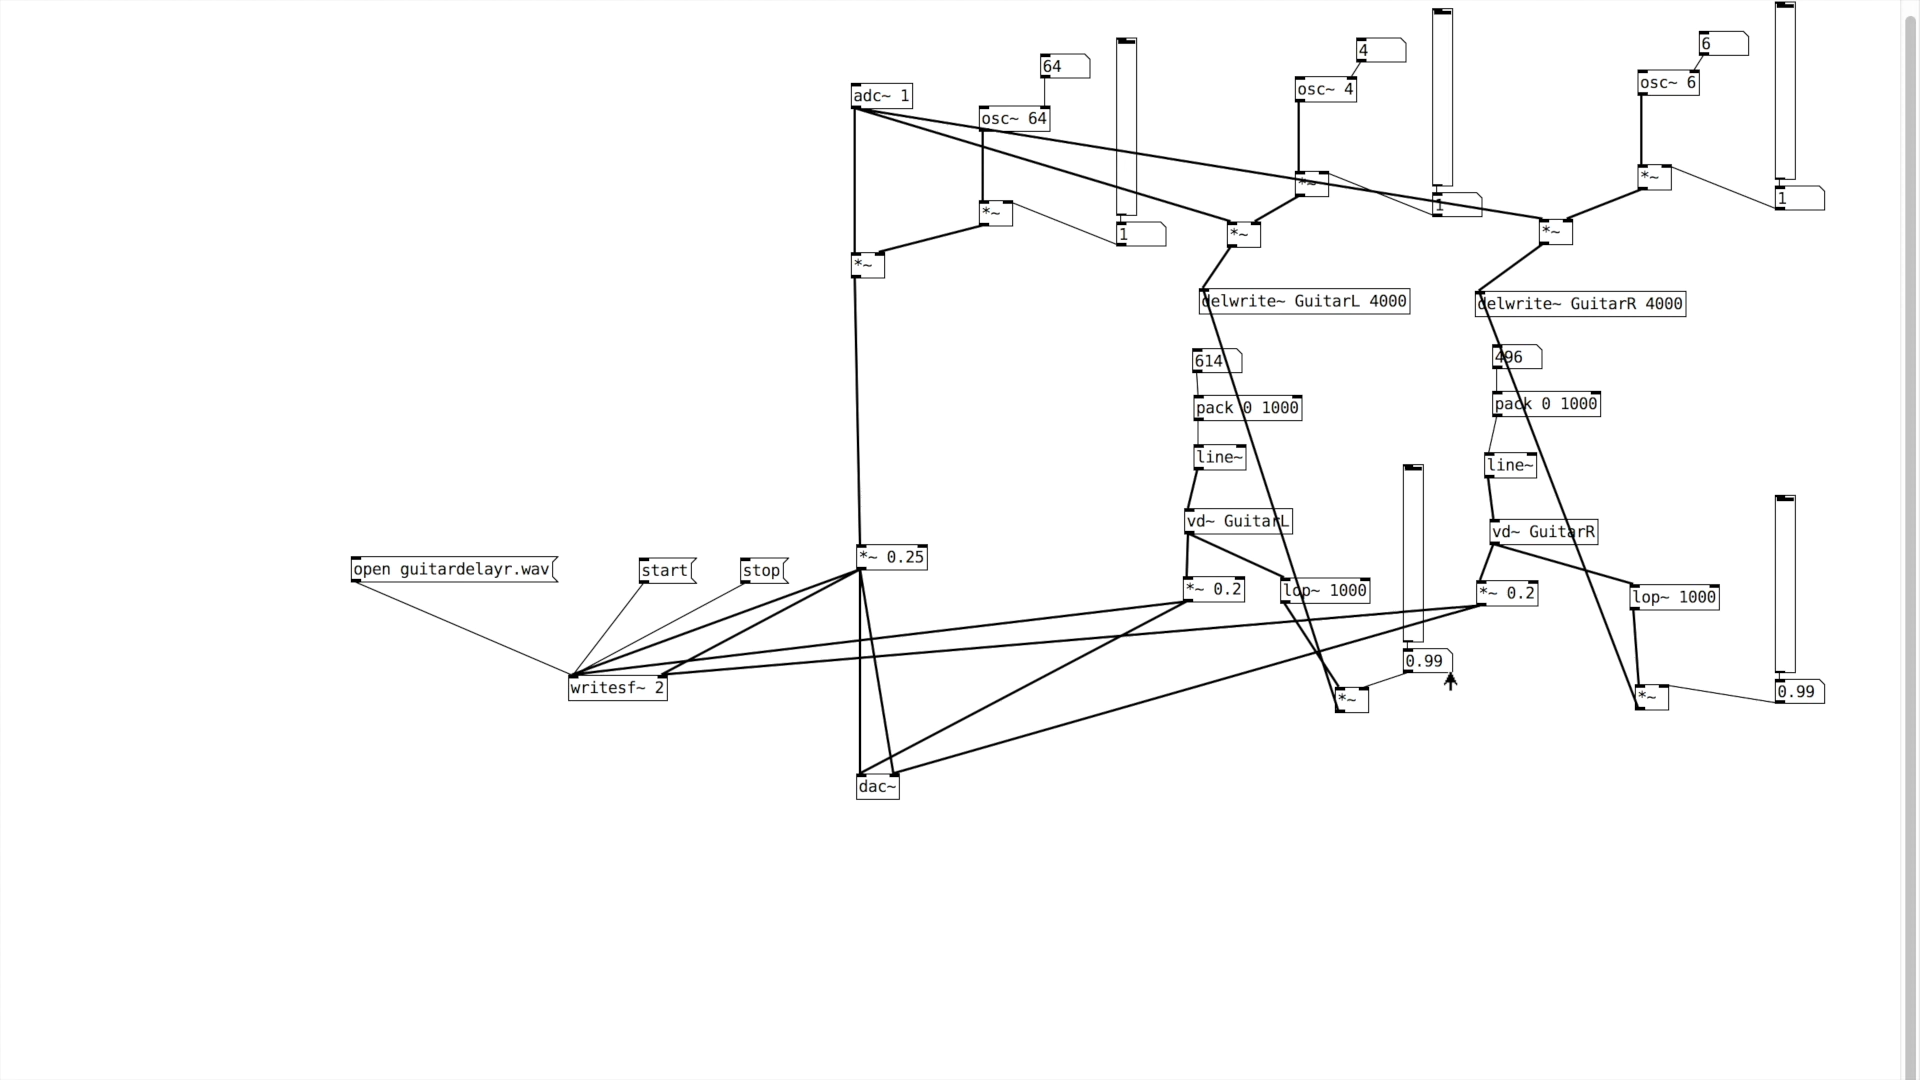 6
4
64
osc~ 6
osc~ 4
adc~ 1
osc~ 64
*~
*~
1
1
*~
*~
1
*~
*~
delwrite~ GuitarL 4000
delwrite~ GuitarR 4000
614
496
pack 0 1000
pack 0 1000
line~
line~
vd~ GuitarL
vd~ GuitarR
*~ 0.25
open guitardelayr.wav
start
stop
*~ 0.2
lop~ 1000
*~ 0.2
lop~ 1000
0.99
writesf~ 2
*~
*~
0.99
dac~